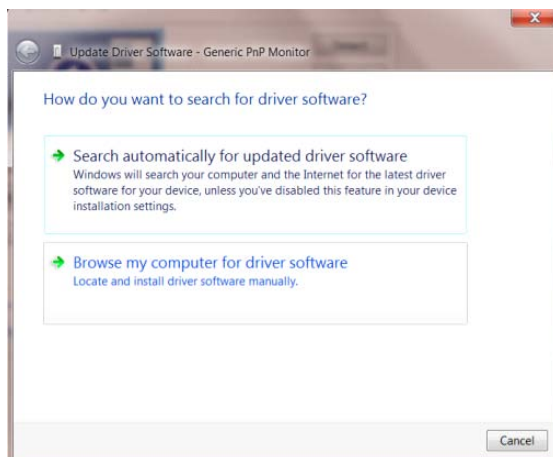 Update Driver Software - Generic PnP Monitor
How do you want to search for driver software?
Search automatically for updated driver software
Windows will search your computer and the Internet for the latest driver
software for your device, unless you've disabled this feature in your device
installation settings.
Browse my computer for driver software
Locate and install driver software manually.
Cancel